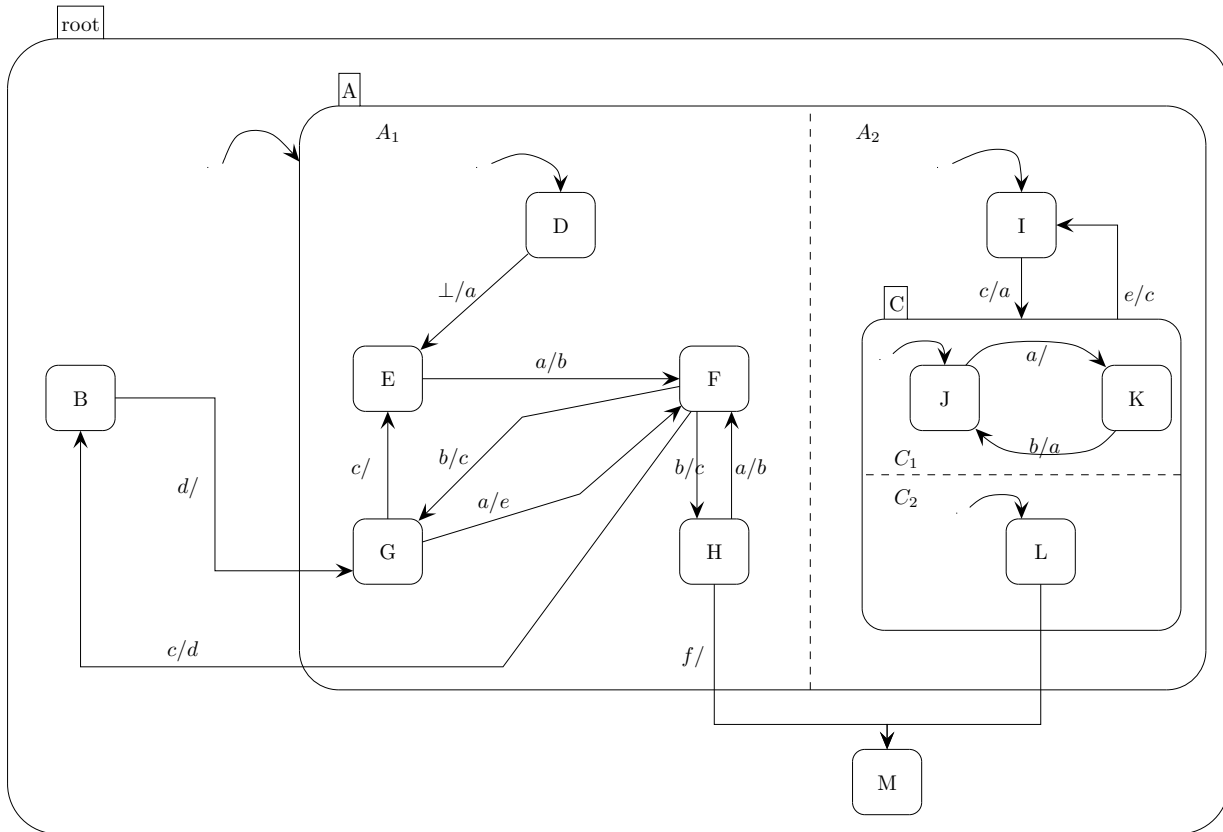 root
A
A₁
A₂
D
I
⊥/a
c/a
e/c
C
E
a/b
F
J
a/
K
B
b/a
c/
b/c
b/c
a/b
C₁
d/
a/e
C₂
G
H
L
c/d
f/
M